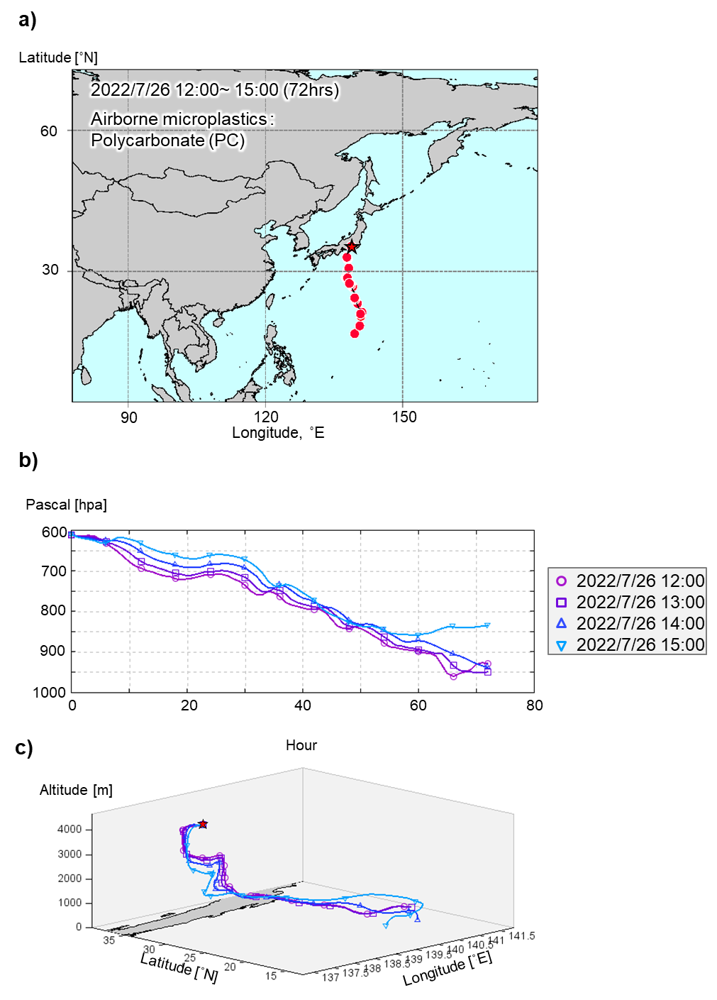 a)
Latitude [°N]
2022/7/26 12:00~ 15:00 (72hrs)
Airborne microplastics:
Polycarbonate (PC)
60
30
90 120 150
Longitude, °E
b)
Pascal [hpa]
600
700
800
900
1000
0 20 40 60 80
Hour
2022/7/26 12:00
2022/7/26 13:00
2022/7/26 14:00
2022/7/26 15:00
c)
Altitude [m]
4000
3000
2000
1000
0
35 30 25 20 15
Latitude [°N]
137 137.5 138 138.5 139 139.5 140 140.5 141 141.5
Longitude [°E]